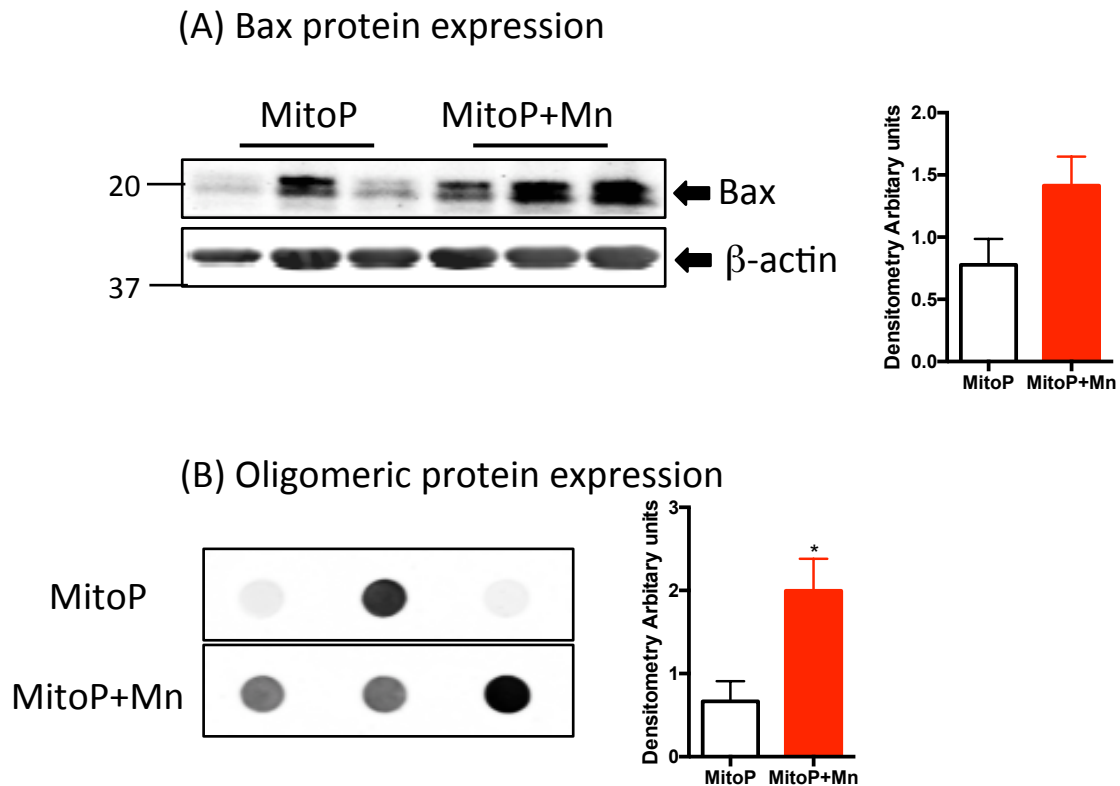 (A) Bax protein expression
MitoP MitoP+Mn
20
Bax
β-actin
37
Densitometry Arbitary units
2.0
1.5
1.0
0.5
0.0
MitoP MitoP+Mn
(B) Oligomeric protein expression
MitoP
MitoP+Mn
Densitometry Arbitary units
3
2
1
0
*
MitoP MitoP+Mn